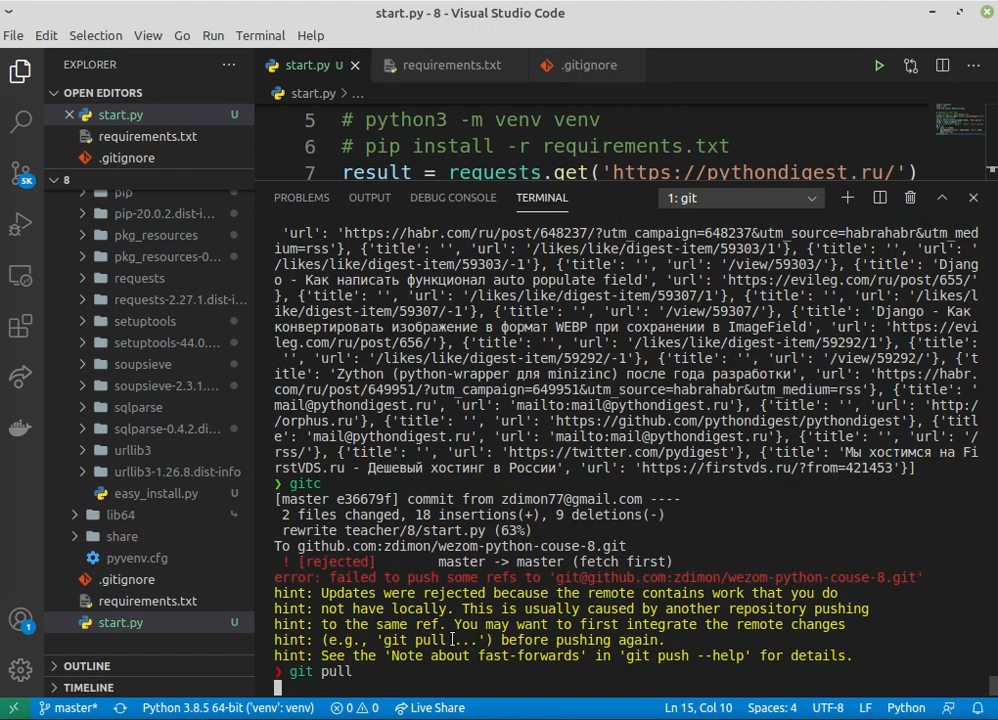 start.py - 8 - Visual Studio Code
File Edit Selection View Go Run Terminal Help
EXPLORER
OPEN EDITORS
start.py U
requirements.txt
.gitignore
8
pip
pip-20.0.2.dist-i...
pkg_resources
pkg_resources-0...
requests
requests-2.27.1.dist-i...
setuptools
setuptools-44.0....
soupsieve
soupsieve-2.3.1....
sqlparse
sqlparse-0.4.2.di...
urllib3
urllib3-1.26.8.dist-info
easy_install.py U
lib64
share
pyvenv.cfg
.gitignore
requirements.txt
start.py U
OUTLINE
TIMELINE
5K
1
start.py U requirements.txt .gitignore
start.py > ...
5 # python3 -m venv venv
6 # pip install -r requirements.txt
7 result = requests.get('https://pythondigest.ru/')
PROBLEMS OUTPUT DEBUG CONSOLE TERMINAL 1: git
'url': 'https://habr.com/ru/post/648237/?utm_campaign=648237&utm_source=habrahabr&utm_med
ium=rss'}, {'title': '', 'url': '/likes/like/digest-item/59303/1'}, {'title': '', 'url': '
/likes/like/digest-item/59303/-1'}, {'title': '', 'url': '/view/59303/'}, {'title': 'Djang
o - Как написать функционал auto populate field', 'url': 'https://evileg.com/ru/post/655/'
}, {'title': '', 'url': '/likes/like/digest-item/59307/1'}, {'title': '', 'url': '/likes/l
ike/digest-item/59307/-1'}, {'title': '', 'url': '/view/59307/'}, {'title': 'Django - Как
конвертировать изображение в формат WEBP при сохранении в ImageField', 'url': 'https://evi
leg.com/ru/post/656/'}, {'title': '', 'url': '/likes/like/digest-item/59292/1'}, {'title':
'', 'url': '/likes/like/digest-item/59292/-1'}, {'title': '', 'url': '/view/59292/'}, {'t
itle': 'Zython (python-wrapper для minizinc) после года разработки', 'url': 'https://habr.
com/ru/post/649951/?utm_campaign=649951&utm_source=habrahabr&utm_medium=rss'}, {'title': '
mail@pythondigest.ru', 'url': 'mailto:mail@pythondigest.ru'}, {'title': '', 'url': 'http:/
/orphus.ru'}, {'title': '', 'url': 'https://github.com/pythondigest/pythondigest'}, {'titl
e': 'mail@pythondigest.ru', 'url': 'mailto:mail@pythondigest.ru'}, {'title': '', 'url': '/
rss/'}, {'title': '', 'url': 'https://twitter.com/pydigest'}, {'title': 'Мы хостимся на Fi
rstVDS.ru - Дешевый хостинг в России', 'url': 'https://firstvds.ru/?from=421453'}]
❯ gitc
[master e36679f] commit from zdimon77@gmail.com ----
2 files changed, 18 insertions(+), 9 deletions(-)
rewrite teacher/8/start.py (63%)
To github.com:zdimon/wezom-python-couse-8.git
! [rejected] master -> master (fetch first)
error: failed to push some refs to 'git@github.com:zdimon/wezom-python-couse-8.git'
hint: Updates were rejected because the remote contains work that you do
hint: not have locally. This is usually caused by another repository pushing
hint: to the same ref. You may want to first integrate the remote changes
hint: (e.g., 'git pull ...') before pushing again.
hint: See the 'Note about fast-forwards' in 'git push --help' for details.
❯ git pull
master* Python 3.8.5 64-bit ('venv': venv) 0 0 Live Share Ln 15, Col 10 Spaces: 4 UTF-8 LF Python